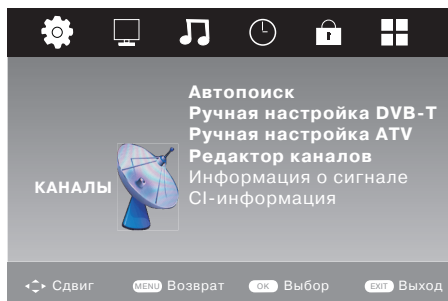 Автопоиск
Ручная настройка DVB-T
Ручная настройка ATV
Редактор каналов
КАНАЛЫ
Информация о сигнале
CI-информация
Сдвиг MENU Возврат OK Выбор EXIT Выход